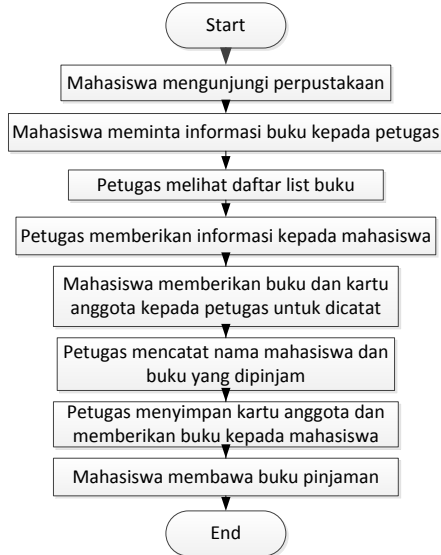 Start
Mahasiswa mengunjungi perpustakaan
Mahasiswa meminta informasi buku kepada petugas
Petugas melihat daftar list buku
Petugas memberikan informasi kepada mahasiswa
Mahasiswa memberikan buku dan kartu
anggota kepada petugas untuk dicatat
Petugas mencatat nama mahasiswa dan
buku yang dipinjam
Petugas menyimpan kartu anggota dan
memberikan buku kepada mahasiswa
Mahasiswa membawa buku pinjaman
End